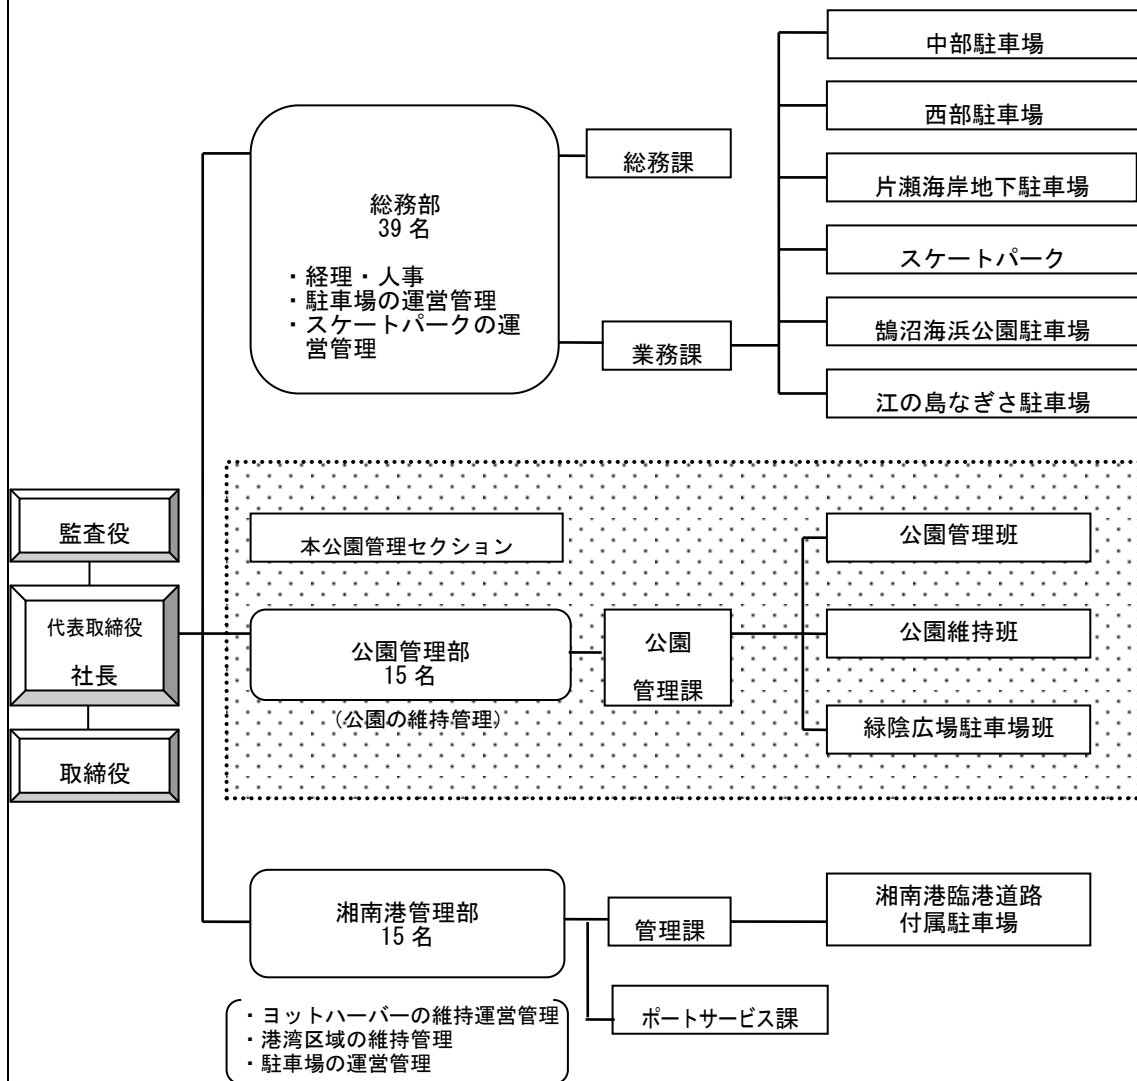 監査役
代表取締役
社長
取締役
総務部
39 名
・経理・人事
・駐車場の運営管理
・スケートパークの運
営管理
総務課
業務課
中部駐車場
西部駐車場
片瀬海岸地下駐車場
スケートパーク
鵠沼海浜公園駐車場
江の島なぎさ駐車場
本公園管理セクション
公園管理部
15 名
(公園の維持管理)
公園
管理課
公園管理班
公園維持班
緑陰広場駐車場班
湘南港管理部
15 名
・ヨットハーバーの維持運営管理
・港湾区域の維持管理
・駐車場の運営管理
管理課
ポートサービス課
湘南港臨港道路
付属駐車場